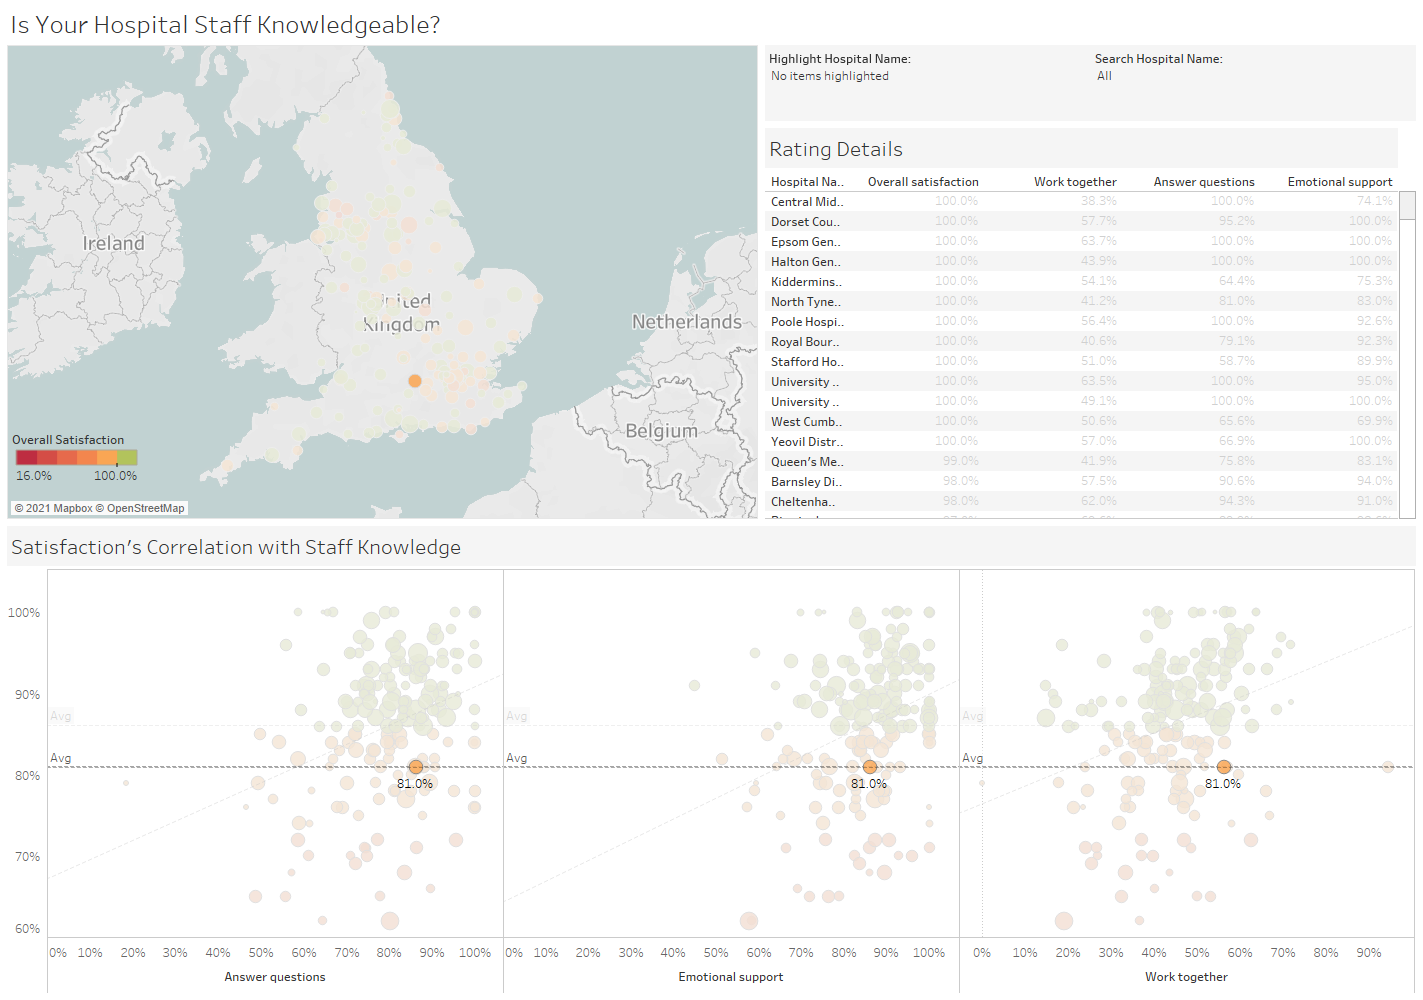 Is Your Hospital Staff Knowledgeable?
Highlight Hospital Name:
No items highlighted
Search Hospital Name:
All
Ireland
United Kingdom
Netherlands
Belgium
Overall Satisfaction
16.0% 100.0%
© 2021 Mapbox © OpenStreetMap
Rating Details
Hospital Na.. Overall satisfaction Work together Answer questions Emotional support
Central Mid.. 100.0% 38.3% 100.0% 74.1%
Dorset Cou.. 100.0% 57.7% 95.2% 100.0%
Epsom Gen.. 100.0% 63.7% 100.0% 100.0%
Halton Gen.. 100.0% 43.9% 100.0% 100.0%
Kiddermins.. 100.0% 54.1% 64.4% 75.3%
North Tyne.. 100.0% 41.2% 81.0% 83.0%
Poole Hospi.. 100.0% 56.4% 100.0% 92.6%
Royal Bour.. 100.0% 40.6% 79.1% 92.3%
Stafford Ho.. 100.0% 51.0% 58.7% 89.9%
University .. 100.0% 63.5% 100.0% 95.0%
University .. 100.0% 49.1% 100.0% 100.0%
West Cumb.. 100.0% 50.6% 65.6% 69.9%
Yeovil Distr.. 100.0% 57.0% 66.9% 100.0%
Queen's Me.. 99.0% 41.9% 75.8% 83.1%
Barnsley Di.. 98.0% 57.5% 90.6% 94.0%
Cheltenha.. 98.0% 62.0% 94.3% 91.0%
Satisfaction's Correlation with Staff Knowledge
100%
90%
80%
70%
60%
Avg Avg Avg
Avg Avg Avg
81.0% 81.0% 81.0%
0% 10% 20% 30% 40% 50% 60% 70% 80% 90% 100%
Answer questions
0% 10% 20% 30% 40% 50% 60% 70% 80% 90% 100%
Emotional support
0% 10% 20% 30% 40% 50% 60% 70% 80% 90%
Work together